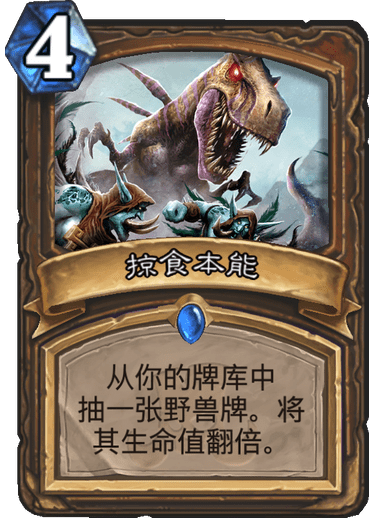 4
掠食本能
从你的牌库中
抽一张野兽牌。将
其生命值翻倍。